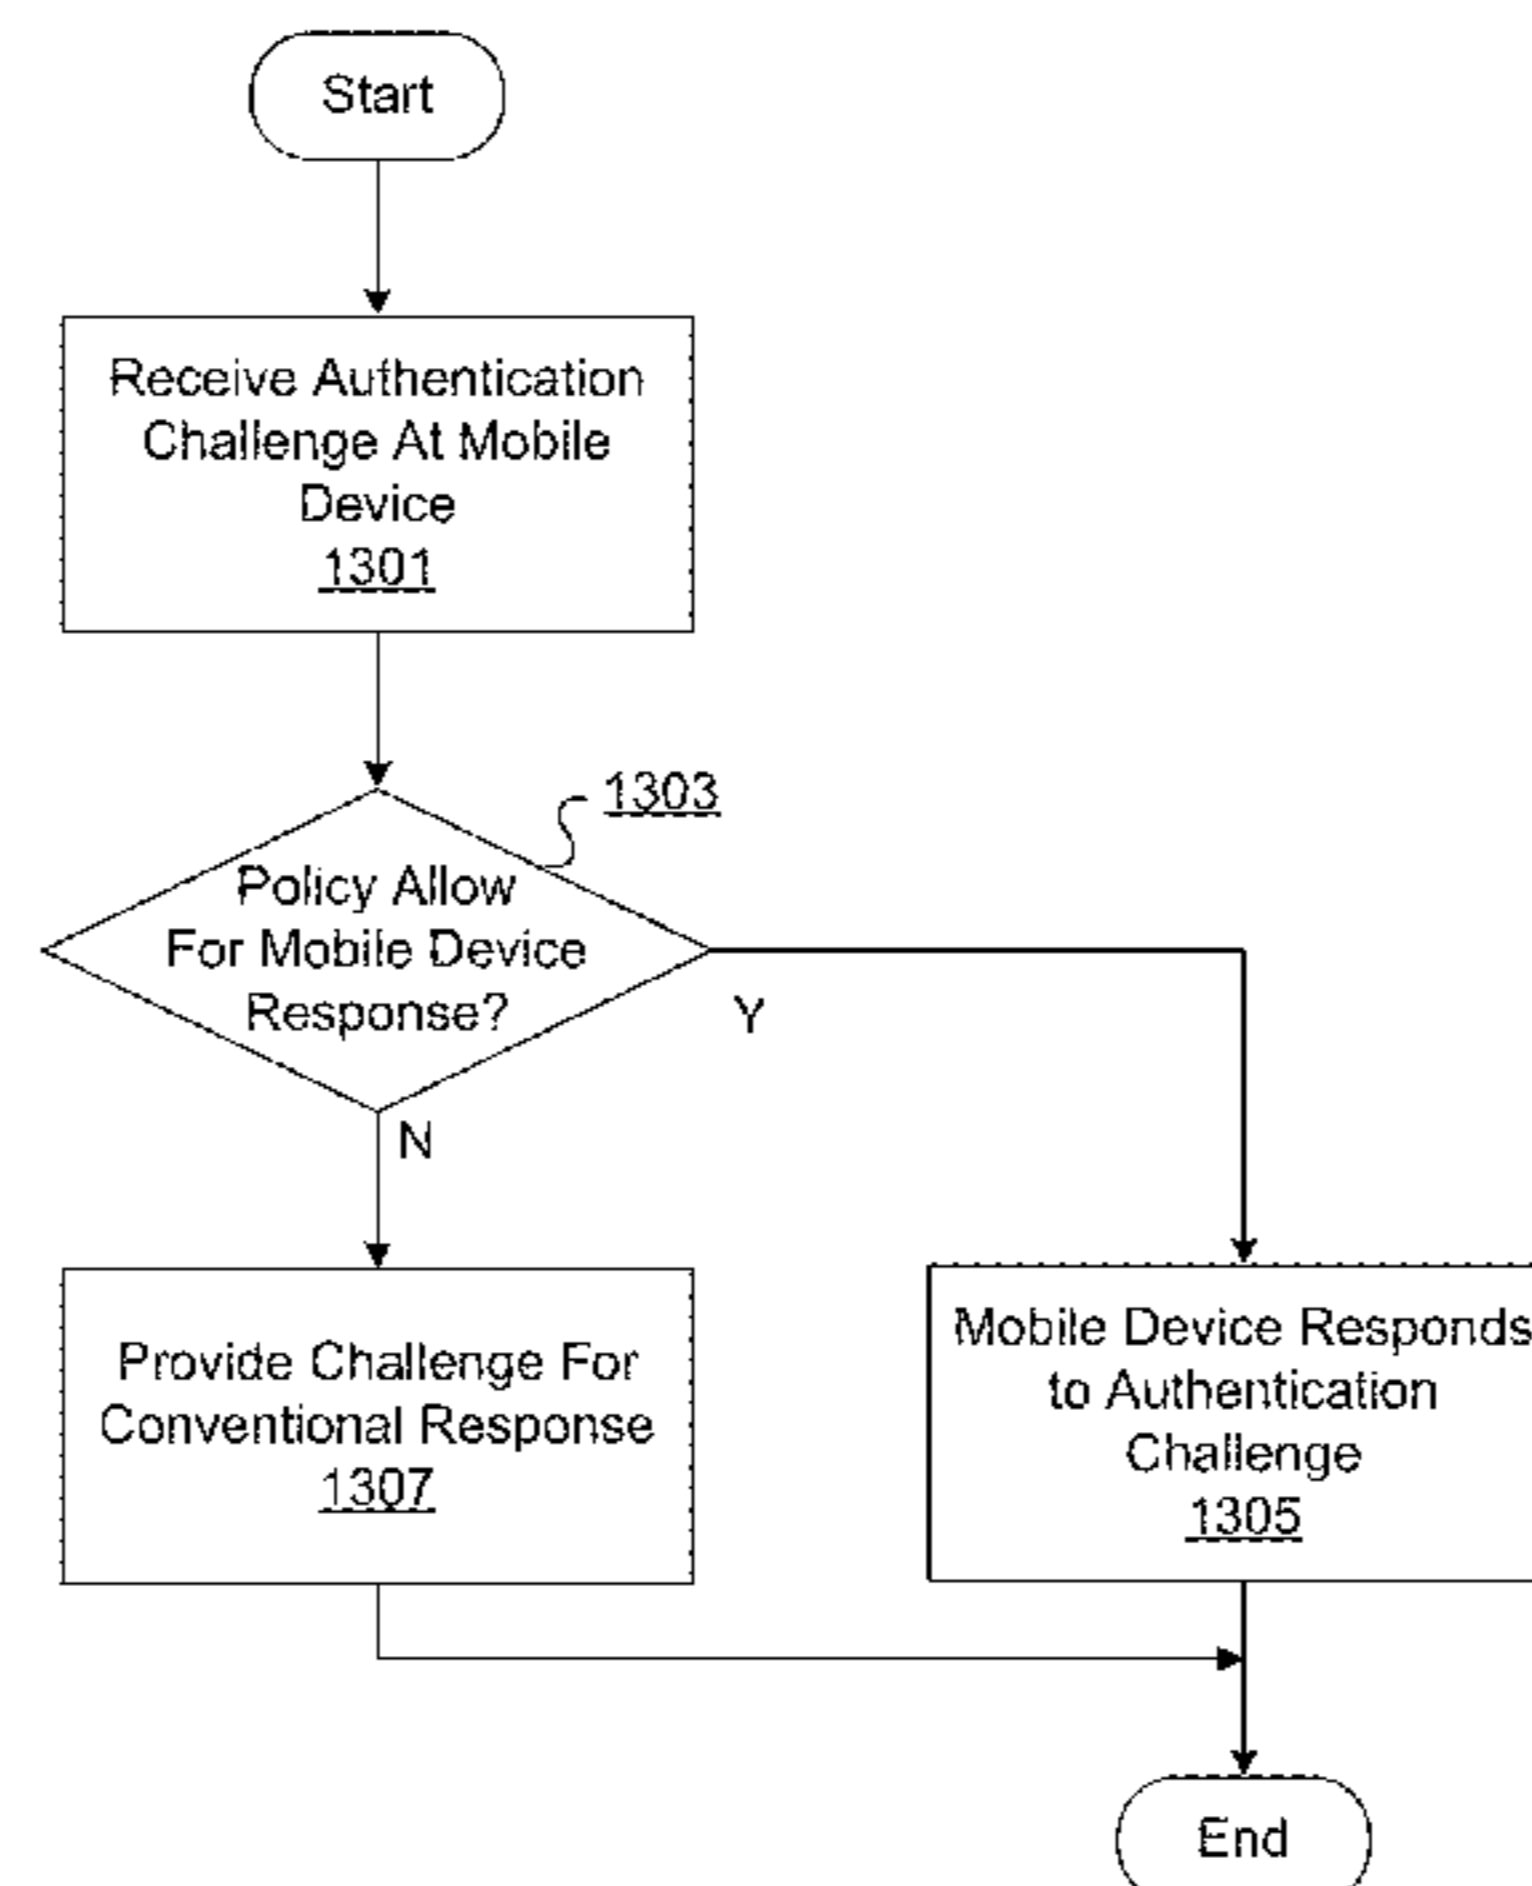 Start
Receive Authentication
Challenge At Mobile
Device
1301
1303
Policy Allow
For Mobile Device
Response?
Y
N
Provide Challenge For
Conventional Response
1307
Mobile Device Responds
to Authentication
Challenge
1305
End